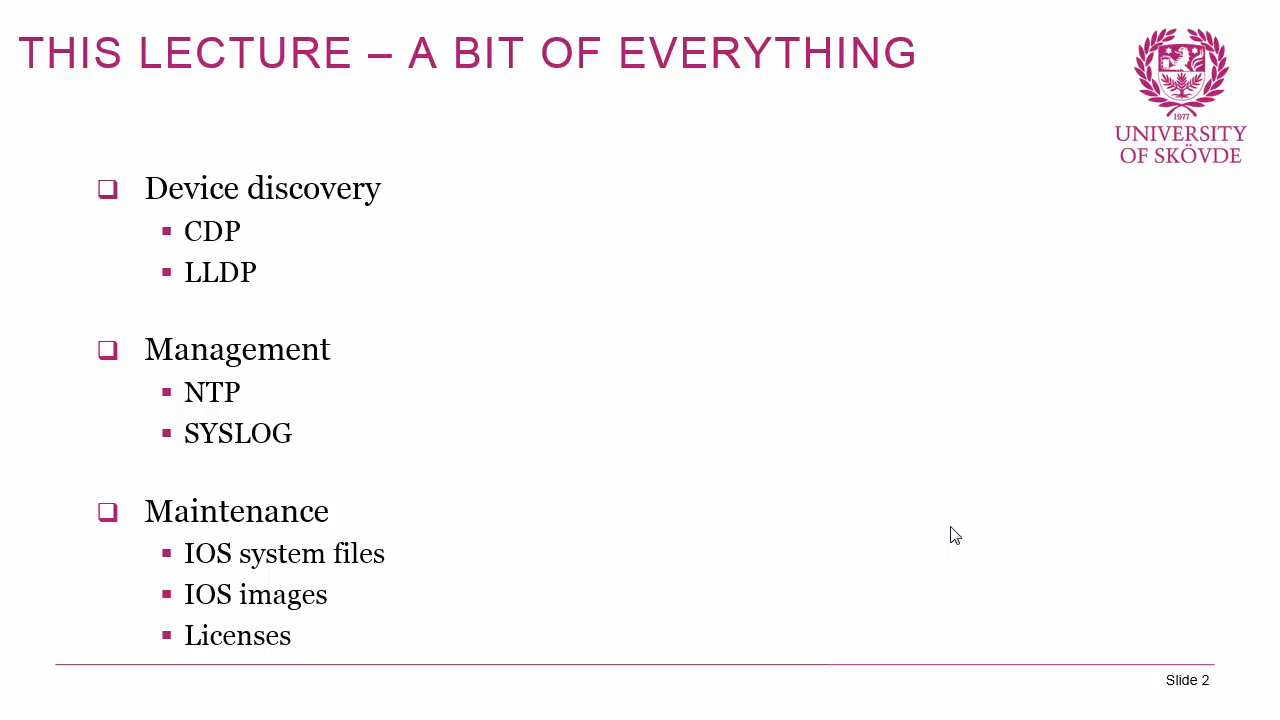 THIS LECTURE – A BIT OF EVERYTHING
1977
UNIVERSITY
OF SKÖVDE
Device discovery
CDP
LLDP
Management
NTP
SYSLOG
Maintenance
IOS system files
IOS images
Licenses
Slide 2